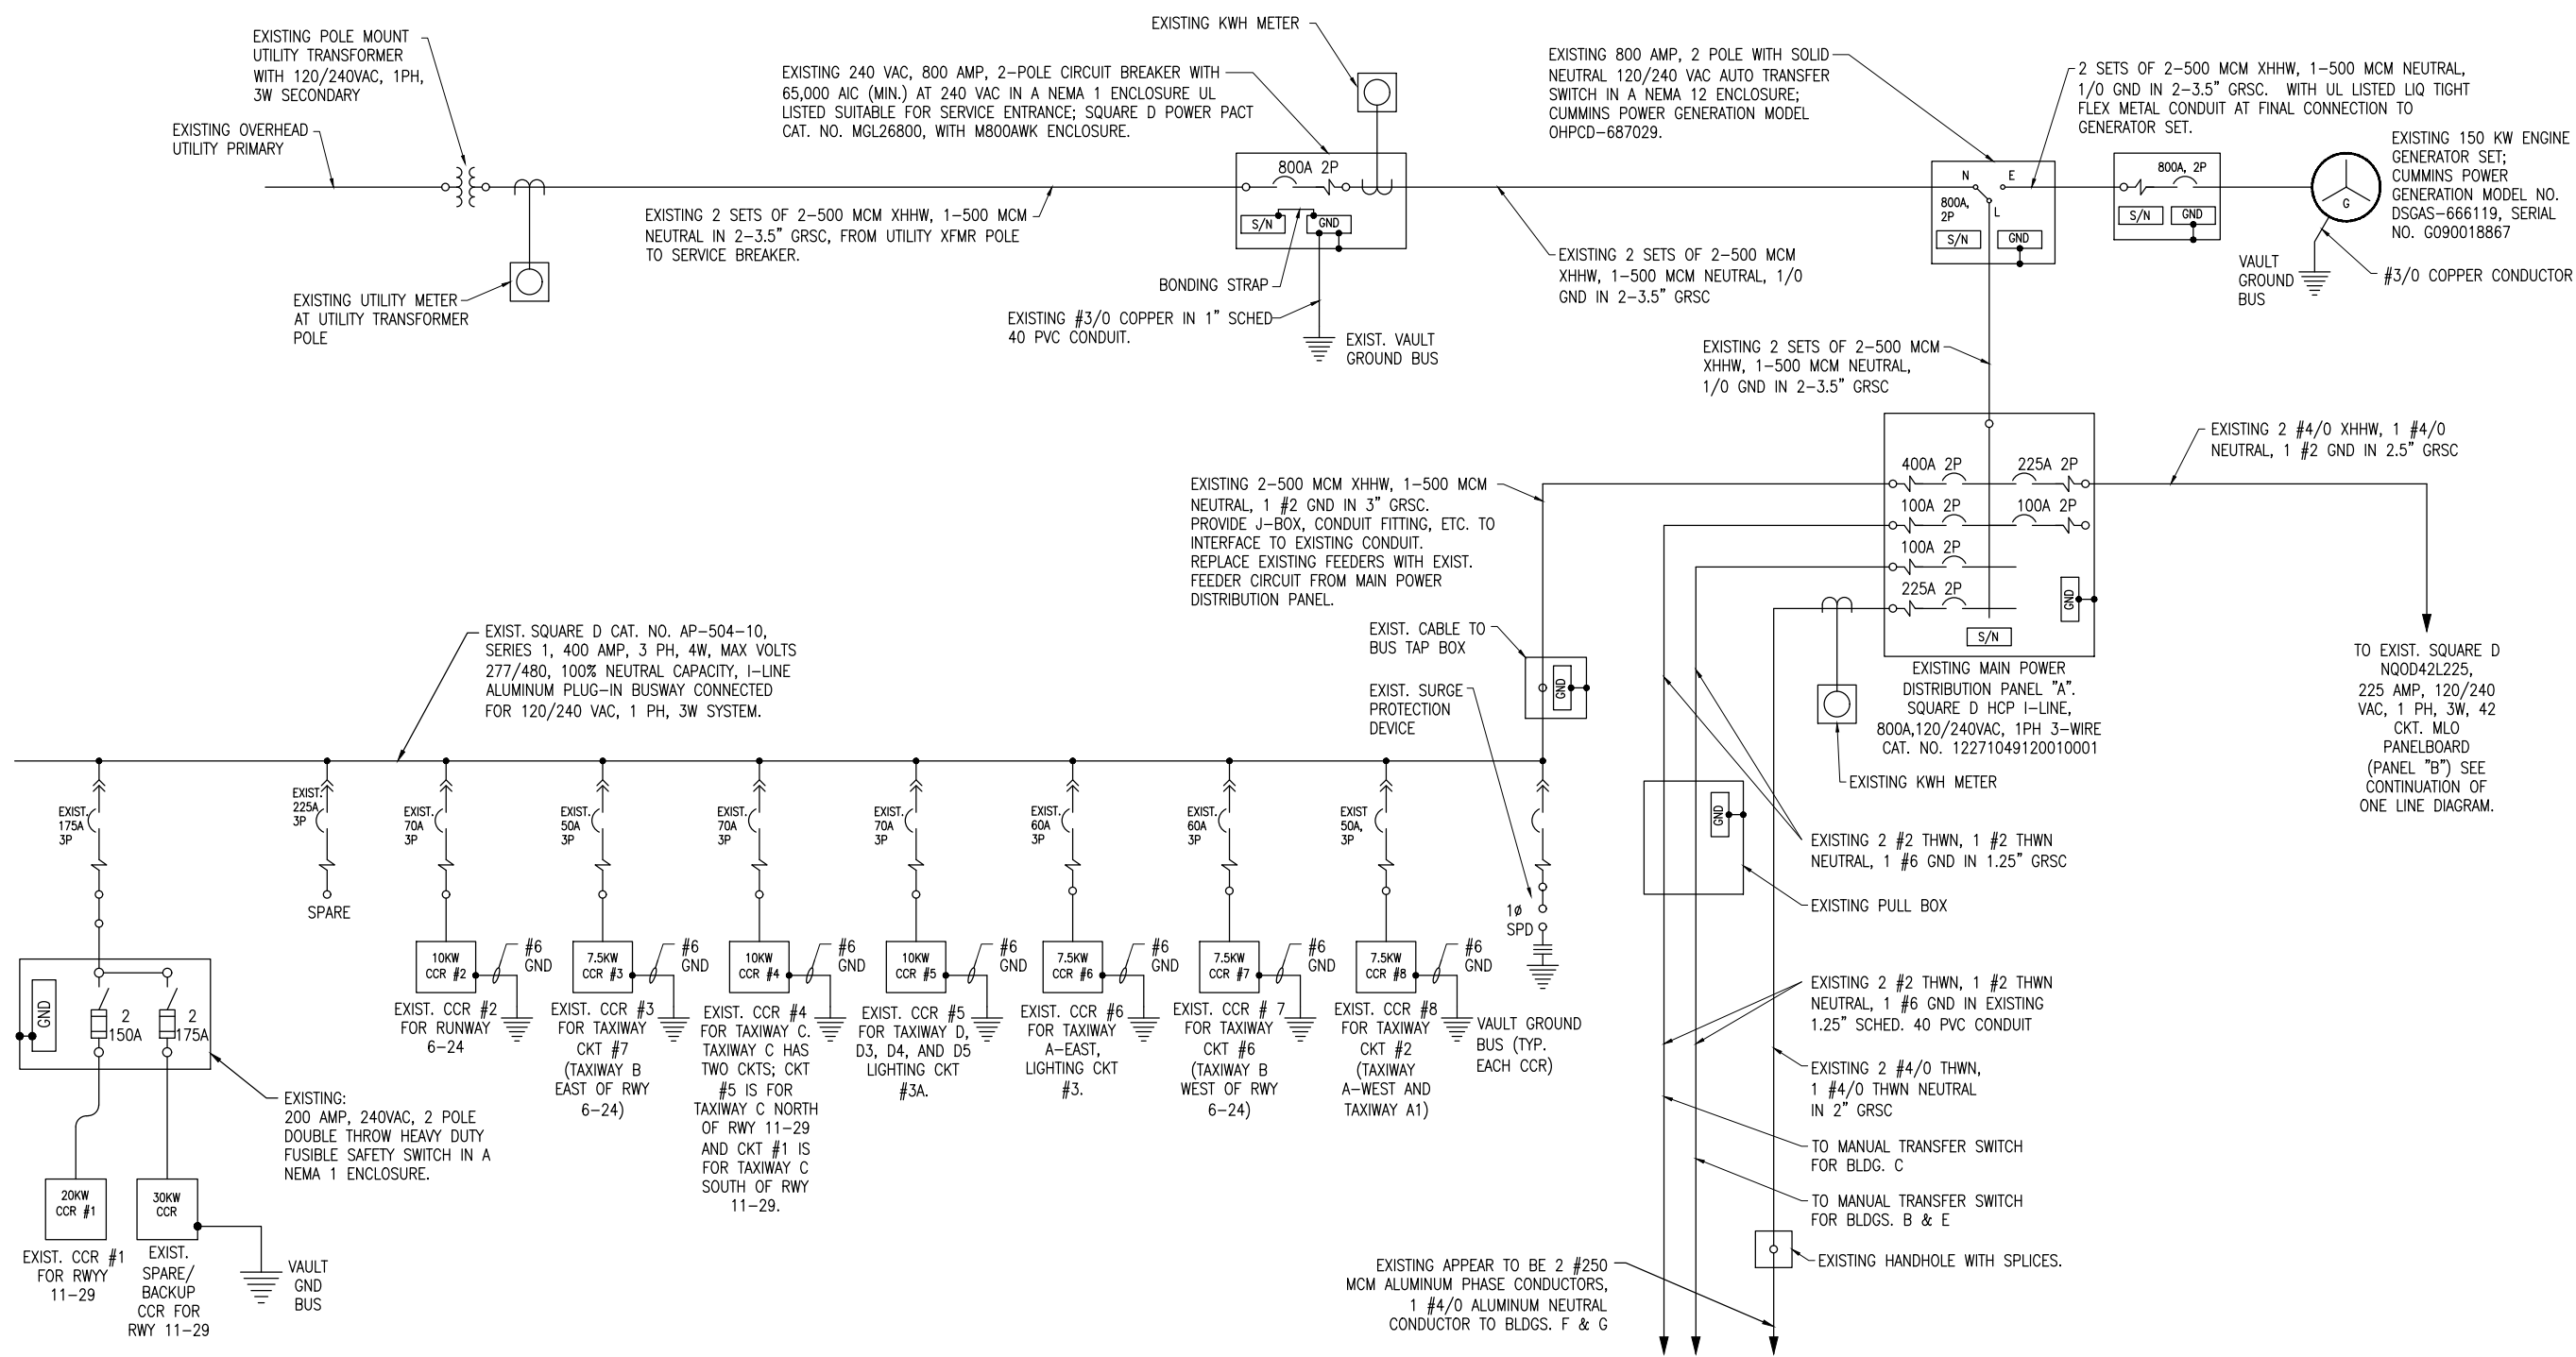 EXISTING POLE MOUNT
UTILITY TRANSFORMER
WITH 120/240VAC, 1PH,
3W SECONDARY
EXISTING OVERHEAD
UTILITY PRIMARY
EXISTING UTILITY METER
AT UTILITY TRANSFORMER
POLE
EXISTING 2 SETS OF 2-500 MCM XHHW, 1-500 MCM
NEUTRAL IN 2-3.5" GRSC, FROM UTILITY XFMR POLE
TO SERVICE BREAKER.
EXISTING KWH METER
EXISTING 240 VAC, 800 AMP, 2-POLE CIRCUIT BREAKER WITH
65,000 AIC (MIN.) AT 240 VAC IN A NEMA 1 ENCLOSURE UL
LISTED SUITABLE FOR SERVICE ENTRANCE; SQUARE D POWER PACT
CAT. NO. MGL26800, WITH M800AWK ENCLOSURE.
800A 2P
S/N
GND
BONDING STRAP
EXISTING #3/0 COPPER IN 1" SCHED
40 PVC CONDUIT.
EXIST. VAULT
GROUND BUS
EXISTING 800 AMP, 2 POLE WITH SOLID
NEUTRAL 120/240 VAC AUTO TRANSFER
SWITCH IN A NEMA 12 ENCLOSURE;
CUMMINS POWER GENERATION MODEL
OHPCD-687029.
EXISTING 2 SETS OF 2-500 MCM
XHHW, 1-500 MCM NEUTRAL, 1/0
GND IN 2-3.5" GRSC
N
E
L
800A,
2P
S/N
GND
2 SETS OF 2-500 MCM XHHW, 1-500 MCM NEUTRAL,
1/0 GND IN 2-3.5" GRSC. WITH UL LISTED LIQ TIGHT
FLEX METAL CONDUIT AT FINAL CONNECTION TO
GENERATOR SET.
800A, 2P
S/N
GND
G
EXISTING 150 KW ENGINE
GENERATOR SET;
CUMMINS POWER
GENERATION MODEL NO.
DSGAS-666119, SERIAL
NO. G090018867
VAULT
GROUND
BUS
#3/0 COPPER CONDUCTOR
EXISTING 2 SETS OF 2-500 MCM
XHHW, 1-500 MCM NEUTRAL,
1/0 GND IN 2-3.5" GRSC
EXISTING 2-500 MCM XHHW, 1-500 MCM
NEUTRAL, 1 #2 GND IN 3" GRSC.
PROVIDE J-BOX, CONDUIT FITTING, ETC. TO
INTERFACE TO EXISTING CONDUIT.
REPLACE EXISTING FEEDERS WITH EXIST.
FEEDER CIRCUIT FROM MAIN POWER
DISTRIBUTION PANEL.
400A 2P
225A 2P
100A 2P
100A 2P
100A 2P
225A 2P
GND
S/N
EXISTING MAIN POWER
DISTRIBUTION PANEL "A".
SQUARE D HCP I-LINE,
800A,120/240VAC, 1PH 3-WIRE
CAT. NO. 12271049120010001
EXISTING 2 #4/0 XHHW, 1 #4/0
NEUTRAL, 1 #2 GND IN 2.5" GRSC
TO EXIST. SQUARE D
NQOD42L225,
225 AMP, 120/240
VAC, 1 PH, 3W, 42
CKT. MLO
PANELBOARD
(PANEL "B") SEE
CONTINUATION OF
ONE LINE DIAGRAM.
EXISTING KWH METER
EXIST. CABLE TO
BUS TAP BOX
GND
EXIST. SURGE
PROTECTION
DEVICE
EXIST. SQUARE D CAT. NO. AP-504-10,
SERIES 1, 400 AMP, 3 PH, 4W, MAX VOLTS
277/480, 100% NEUTRAL CAPACITY, I-LINE
ALUMINUM PLUG-IN BUSWAY CONNECTED
FOR 120/240 VAC, 1 PH, 3W SYSTEM.
EXIST.
175A
3P
EXIST.
225A
3P
SPARE
EXIST.
70A
3P
EXIST.
50A
3P
EXIST.
70A
3P
EXIST.
70A
3P
EXIST.
60A
3P
EXIST.
60A
3P
EXIST
50A,
3P
1ø
SPD
GND
2
150A
2
175A
EXISTING:
200 AMP, 240VAC, 2 POLE
DOUBLE THROW HEAVY DUTY
FUSIBLE SAFETY SWITCH IN A
NEMA 1 ENCLOSURE.
20KW
CCR #1
EXIST. CCR #1
FOR RWYY
11-29
30KW
CCR
EXIST.
SPARE/
BACKUP
CCR FOR
RWY 11-29
VAULT
GND
BUS
10KW
CCR #2
#6
GND
EXIST. CCR #2
FOR RUNWAY
6-24
7.5KW
CCR #3
#6
GND
EXIST. CCR #3
FOR TAXIWAY
CKT #7
(TAXIWAY B
EAST OF RWY
6-24)
10KW
CCR #4
#6
GND
EXIST. CCR #4
FOR TAXIWAY C.
TAXIWAY C HAS
TWO CKTS; CKT
#5 IS FOR
TAXIWAY C NORTH
OF RWY 11-29
AND CKT #1 IS
FOR TAXIWAY C
SOUTH OF RWY
11-29.
10KW
CCR #5
#6
GND
EXIST. CCR #5
FOR TAXIWAY D,
D3, D4, AND D5
LIGHTING CKT
#3A.
7.5KW
CCR #6
#6
GND
EXIST. CCR #6
FOR TAXIWAY
A-EAST,
LIGHTING CKT
#3.
7.5KW
CCR #7
#6
GND
EXIST. CCR # 7
FOR TAXIWAY
CKT #6
(TAXIWAY B
WEST OF RWY
6-24)
7.5KW
CCR #8
#6
GND
EXIST. CCR #8
FOR TAXIWAY
CKT #2
(TAXIWAY
A-WEST AND
TAXIWAY A1)
VAULT GROUND
BUS (TYP.
EACH CCR)
GND
EXISTING 2 #2 THWN, 1 #2 THWN
NEUTRAL, 1 #6 GND IN 1.25" GRSC
EXISTING PULL BOX
EXISTING 2 #2 THWN, 1 #2 THWN
NEUTRAL, 1 #6 GND IN EXISTING
1.25" SCHED. 40 PVC CONDUIT
EXISTING 2 #4/0 THWN,
1 #4/0 THWN NEUTRAL
IN 2" GRSC
TO MANUAL TRANSFER SWITCH
FOR BLDG. C
TO MANUAL TRANSFER SWITCH
FOR BLDGS. B & E
EXISTING HANDHOLE WITH SPLICES.
EXISTING APPEAR TO BE 2 #250
MCM ALUMINUM PHASE CONDUCTORS,
1 #4/0 ALUMINUM NEUTRAL
CONDUCTOR TO BLDGS. F & G